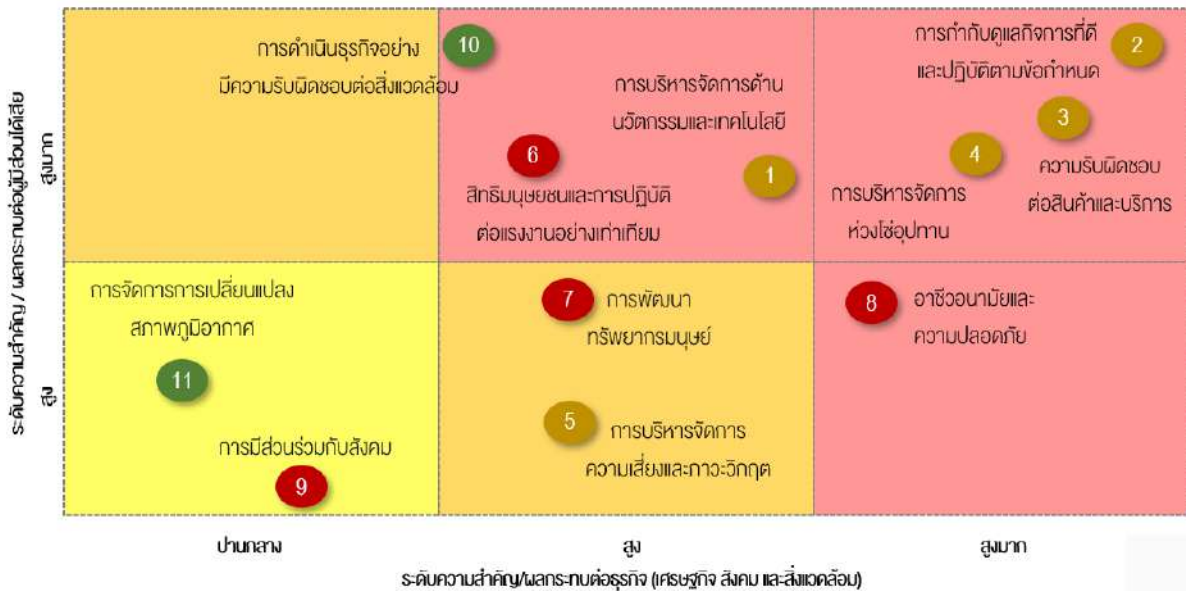 ระดับความสำคัญ / ผลกระทบต่อผู้มีส่วนได้เสีย
สูงมาก
สูง
การดำเนินธุรกิจอย่าง
มีความรับผิดชอบต่อสิ่งแวดล้อม
10
การบริหารจัดการด้าน
นวัตกรรมและเทคโนโลยี
6
1
สิทธิมนุษยชนและการปฏิบัติ
ต่อแรงงานอย่างเท่าเทียม
การกำกับดูแลกิจการที่ดี
และปฏิบัติตามข้อกำหนด
2
3
4
ความรับผิดชอบ
ต่อสินค้าและบริการ
การบริหารจัดการ
ห่วงโซ่อุปทาน
การจัดการการเปลี่ยนแปลง
สภาพภูมิอากาศ
11
การมีส่วนร่วมกับสังคม
9
7
การพัฒนา
ทรัพยากรมนุษย์
5
การบริหารจัดการ
ความเสี่ยงและภาวะวิกฤต
8
อาชีวอนามัยและ
ความปลอดภัย
ปานกลาง
สูง
สูงมาก
ระดับความสำคัญ/ผลกระทบต่อธุรกิจ (เศรษฐกิจ สังคม และสิ่งแวดล้อม)